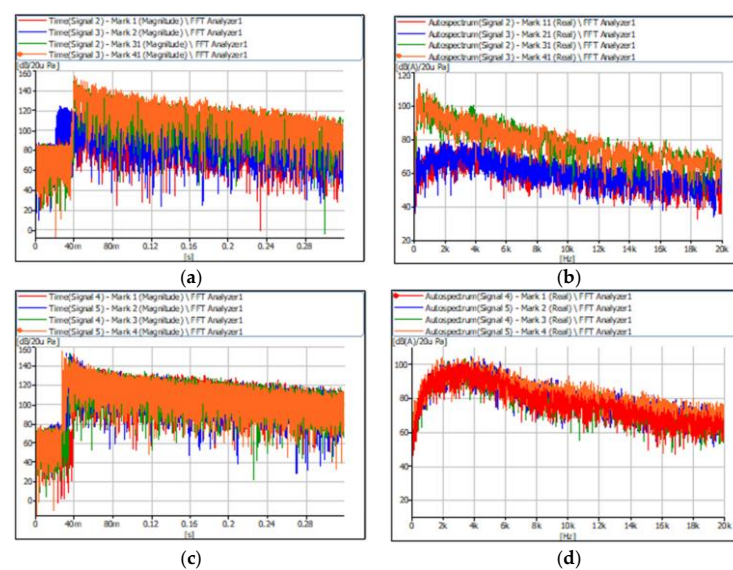 Time(Signal 2) - Mark 1 (Magnitude) \ FFT Analyzer1
Time(Signal 3) - Mark 2 (Magnitude) \ FFT Analyzer1
Time(Signal 2) - Mark 31 (Magnitude) \ FFT Analyzer1
Time(Signal 3) - Mark 41 (Magnitude) \ FFT Analyzer1
[dB/20u Pa]
160
140
120
100
80
60
40
20
0
0 40m 80m 0.12 0.16 0.2 0.24 0.28
[s]
(a)
Autospectrum(Signal 2) - Mark 11 (Real) \ FFT Analyzer1
Autospectrum(Signal 3) - Mark 21 (Real) \ FFT Analyzer1
Autospectrum(Signal 2) - Mark 31 (Real) \ FFT Analyzer1
Autospectrum(Signal 3) - Mark 41 (Real) \ FFT Analyzer1
[dB(A)/20u Pa]
120
100
80
60
40
20
0 2k 4k 6k 8k 10k 12k 14k 16k 18k 20k
[Hz]
(b)
Time(Signal 4) - Mark 1 (Magnitude) \ FFT Analyzer1
Time(Signal 5) - Mark 2 (Magnitude) \ FFT Analyzer1
Time(Signal 4) - Mark 3 (Magnitude) \ FFT Analyzer1
Time(Signal 5) - Mark 4 (Magnitude) \ FFT Analyzer1
[dB/20u Pa]
160
140
120
100
80
60
40
20
0
0 40m 80m 0.12 0.16 0.2 0.24 0.28
[s]
(c)
Autospectrum(Signal 4) - Mark 1 (Real) \ FFT Analyzer1
Autospectrum(Signal 5) - Mark 2 (Real) \ FFT Analyzer1
Autospectrum(Signal 4) - Mark 3 (Real) \ FFT Analyzer1
Autospectrum(Signal 5) - Mark 4 (Real) \ FFT Analyzer1
[dB(A)/20u Pa]
100
80
60
40
20
0 2k 4k 6k 8k 10k 12k 14k 16k 18k 20k
[Hz]
(d)